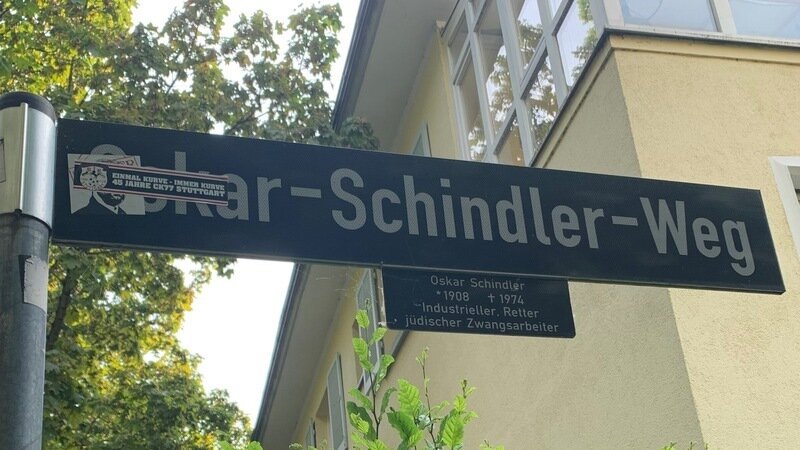 Oskar-Schindler-Weg
EINMAL KURVE - IMMER KURVE
45 JAHRE CK77 STUTTGART
Oskar Schindler
*1908 †1974
Industrieller, Retter
jüdischer Zwangsarbeiter